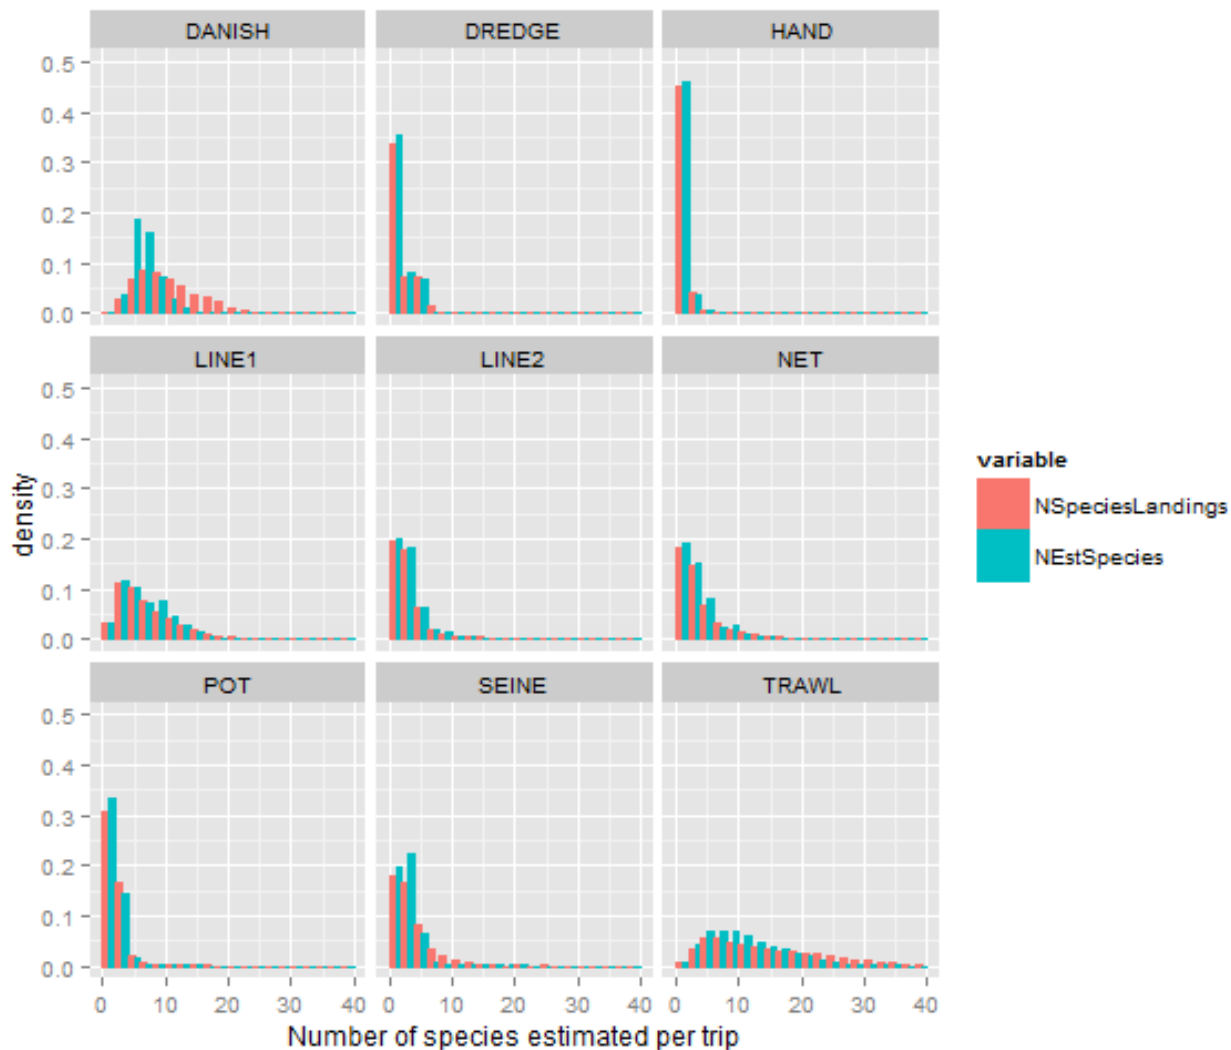 DANISH DREDGE HAND
0.5
0.4
0.3
0.2
0.1
0.0
LINE1 LINE2 NET
0.5
0.4
0.3
0.2
0.1
0.0
POT SEINE TRAWL
0.5
0.4
0.3
0.2
0.1
0.0
0 10 20 30 40 0 10 20 30 40 0 10 20 30 40
Number of species estimated per trip
density
variable
NSpeciesLandings
NEstSpecies